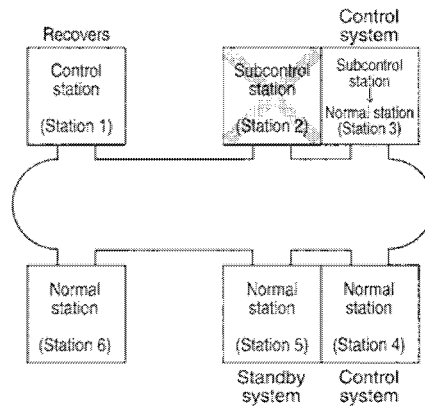 Recovers
Control
system
Control
station
(Station 1)
Subcontrol
station
(Station 2)
Subcontrol
station
↓
Normal station
(Station 3)
Normal
station
(Station 6)
Normal
station
(Station 5)
Normal
station
(Station 4)
Standby
system
Control
system